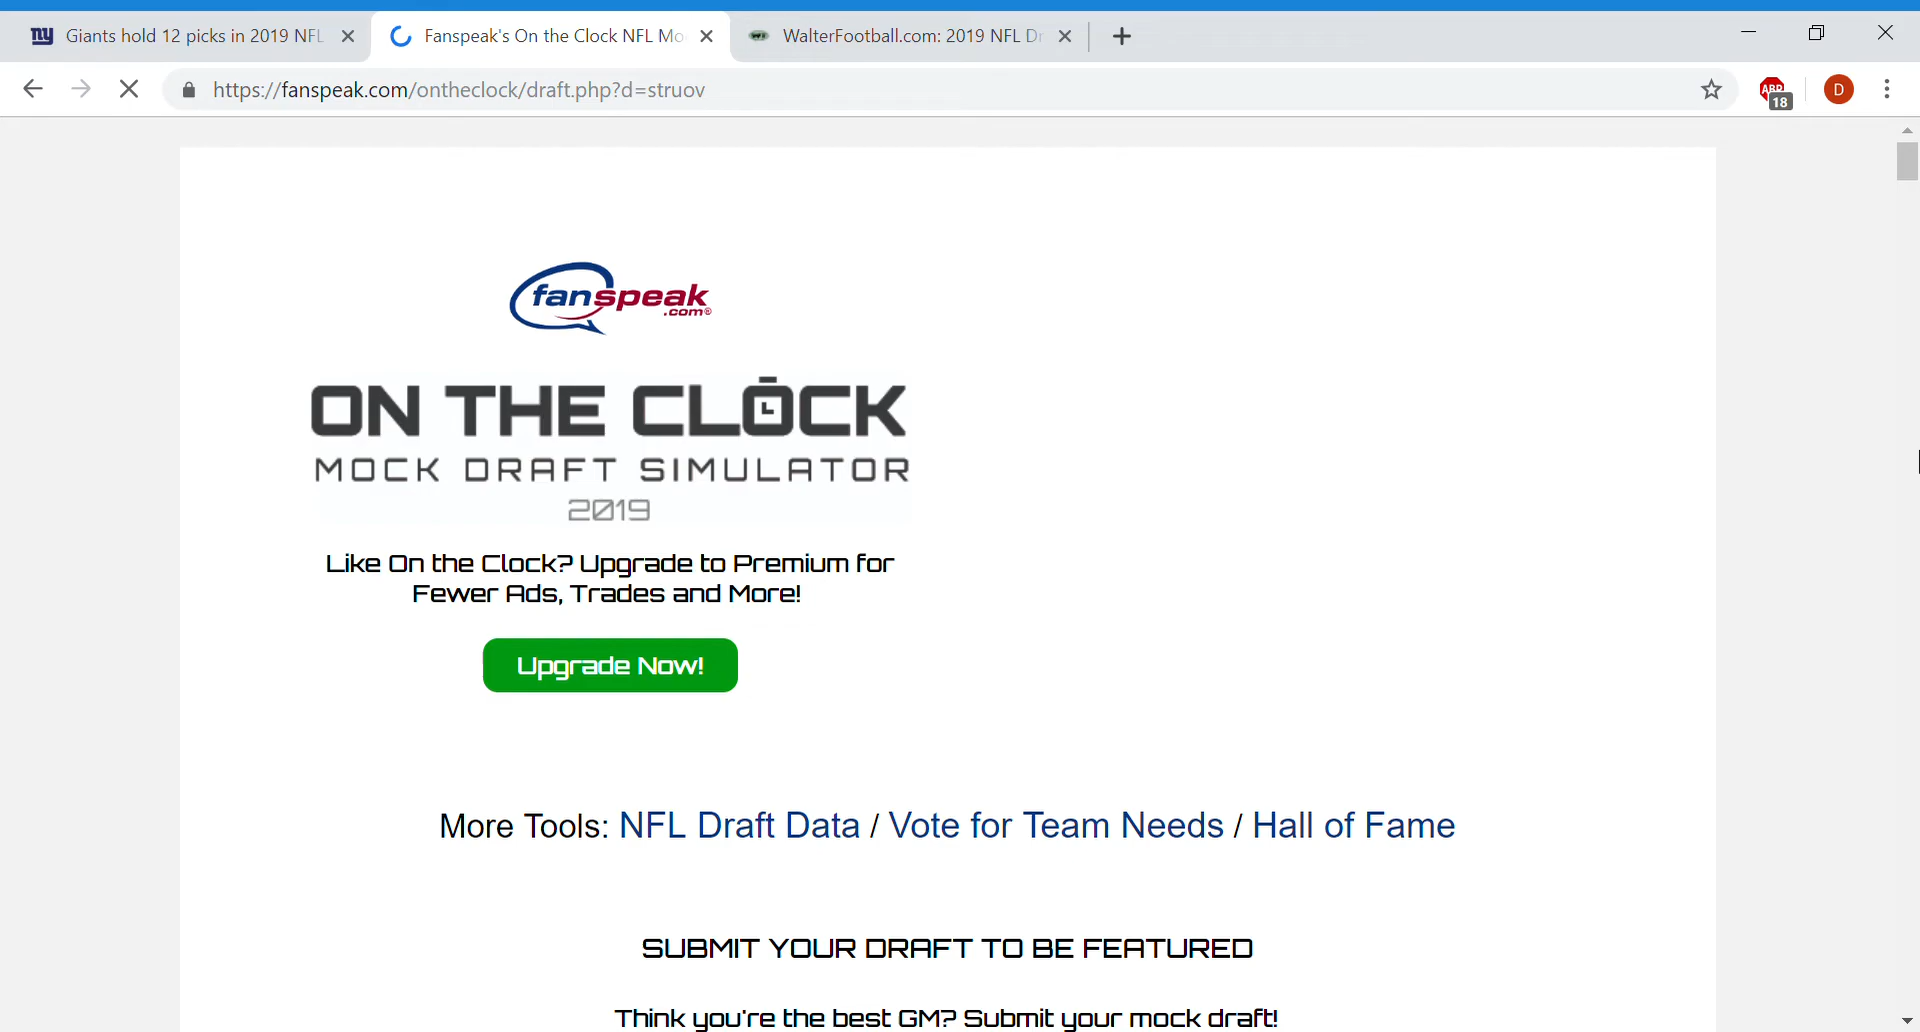 Giants hold 12 picks in 2019 NFL
Fanspeak's On the Clock NFL Mo
WalterFootball.com: 2019 NFL Dr
https://fanspeak.com/ontheclock/draft.php?d=struov
ABP
18
D
fanspeak
.com®
ON THE CLOCK
MOCK DRAFT SIMULATOR
2019
Like On the Clock? Upgrade to Premium for
Fewer Ads, Trades and More!
Upgrade Now!
More Tools: NFL Draft Data / Vote for Team Needs / Hall of Fame
SUBMIT YOUR DRAFT TO BE FEATURED
Think you're the best GM? Submit your mock draft!